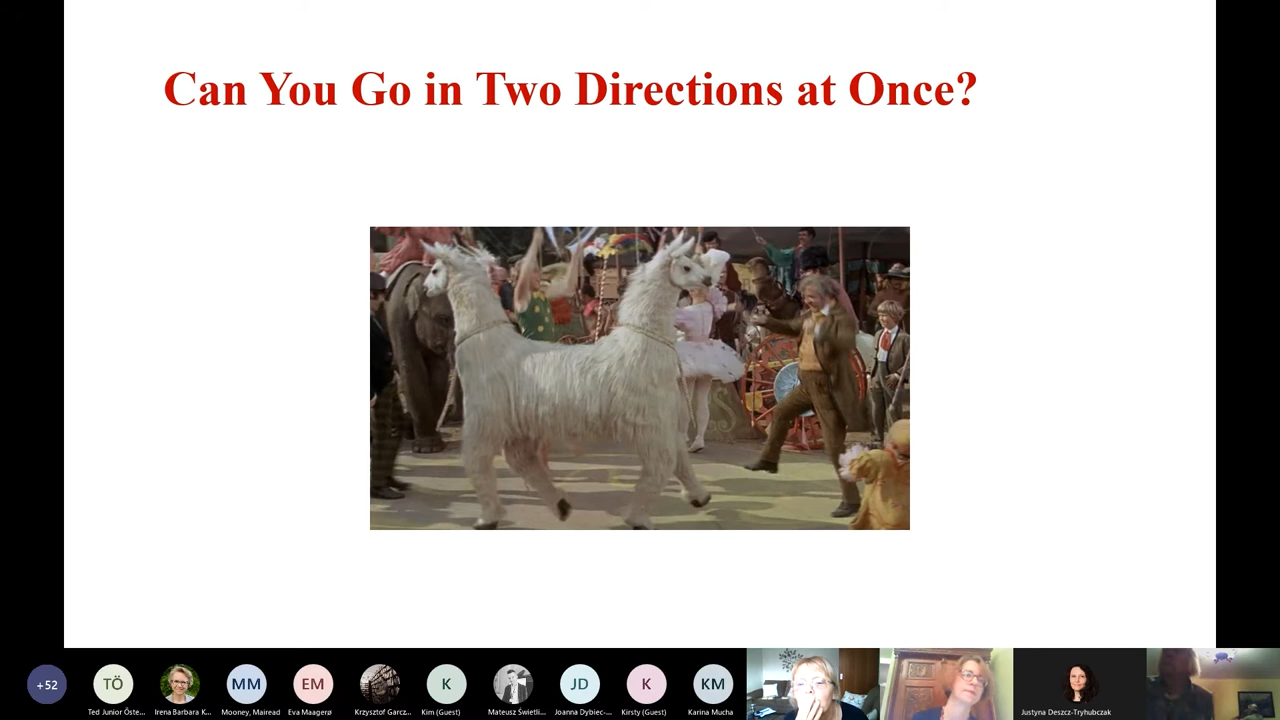 Can You Go in Two Directions at Once?
+52
TÖ
MM
EM
K
JD
K
KM
Ted Junior Öste...
Irena Barbara K...
Mooney, Mairead
Eva Maagerø
Krzysztof Garcz...
Kim (Guest)
Mateusz Świetli...
Joanna Dybiec-...
Kirsty (Guest)
Karina Mucha
Justyna Deszcz-Tryhubczak